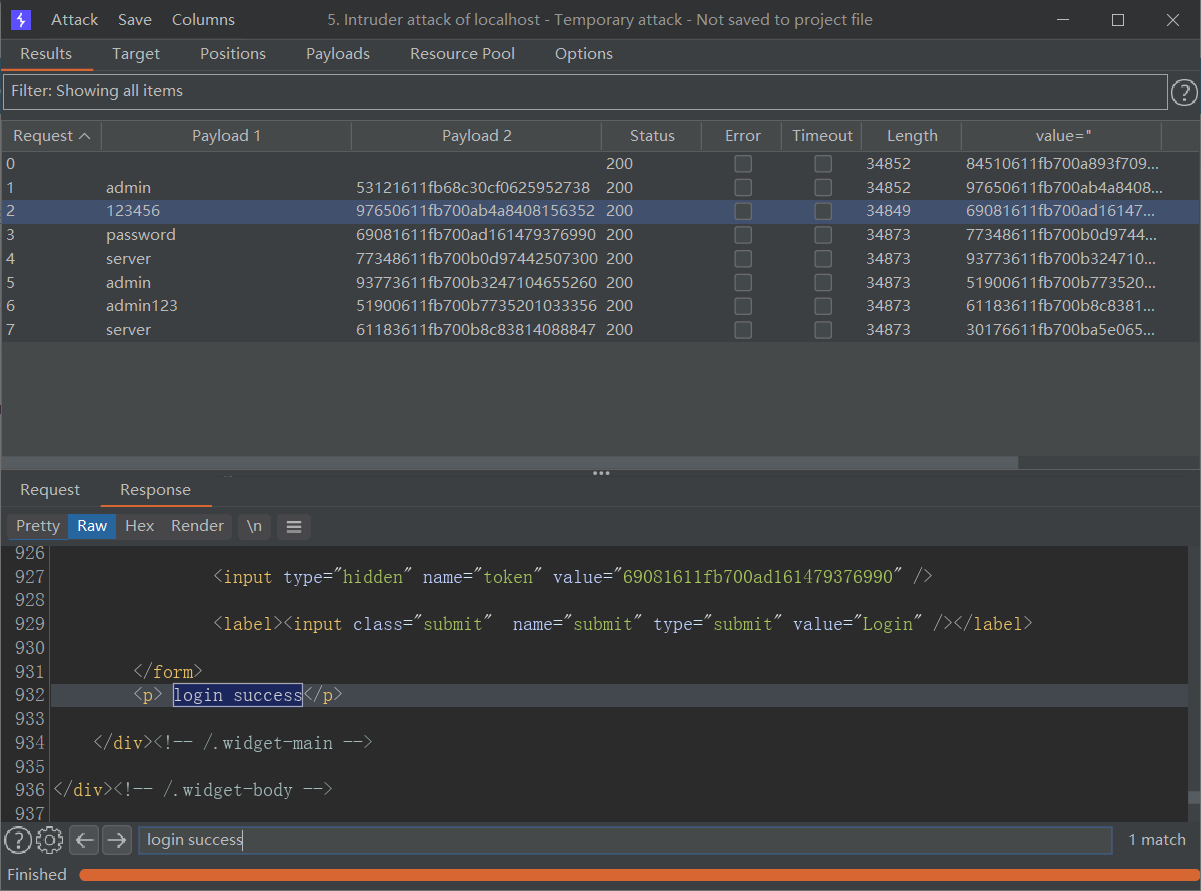 Attack Save Columns 5. Intruder attack of localhost - Temporary attack - Not saved to project file
Results Target Positions Payloads Resource Pool Options
Filter: Showing all items
Request Payload 1 Payload 2 Status Error Timeout Length value="
0 200 34852 84510611fb700a893f709...
1 admin 53121611fb68c30cf0625952738 200 34852 97650611fb700ab4a8408...
2 123456 97650611fb700ab4a8408156352 200 34849 69081611fb700ad16147...
3 password 69081611fb700ad161479376990 200 34873 77348611fb700b0d9744...
4 server 77348611fb700b0d97442507300 200 34873 93773611fb700b324710...
5 admin 93773611fb700b3247104655260 200 34873 51900611fb700b773520...
6 admin123 51900611fb700b7735201033356 200 34873 61183611fb700b8c8381...
7 server 61183611fb700b8c83814088847 200 34873 30176611fb700ba5e065...
Request Response
Pretty Raw Hex Render \n
926
927 <input type="hidden" name="token" value="69081611fb700ad161479376990" />
928
929 <label><input class="submit" name="submit" type="submit" value="Login" /></label>
930
931 </form>
932 <p> login success</p>
933
934 </div><!-- /.widget-main -->
935
936 </div><!-- /.widget-body -->
937
login success 1 match
Finished